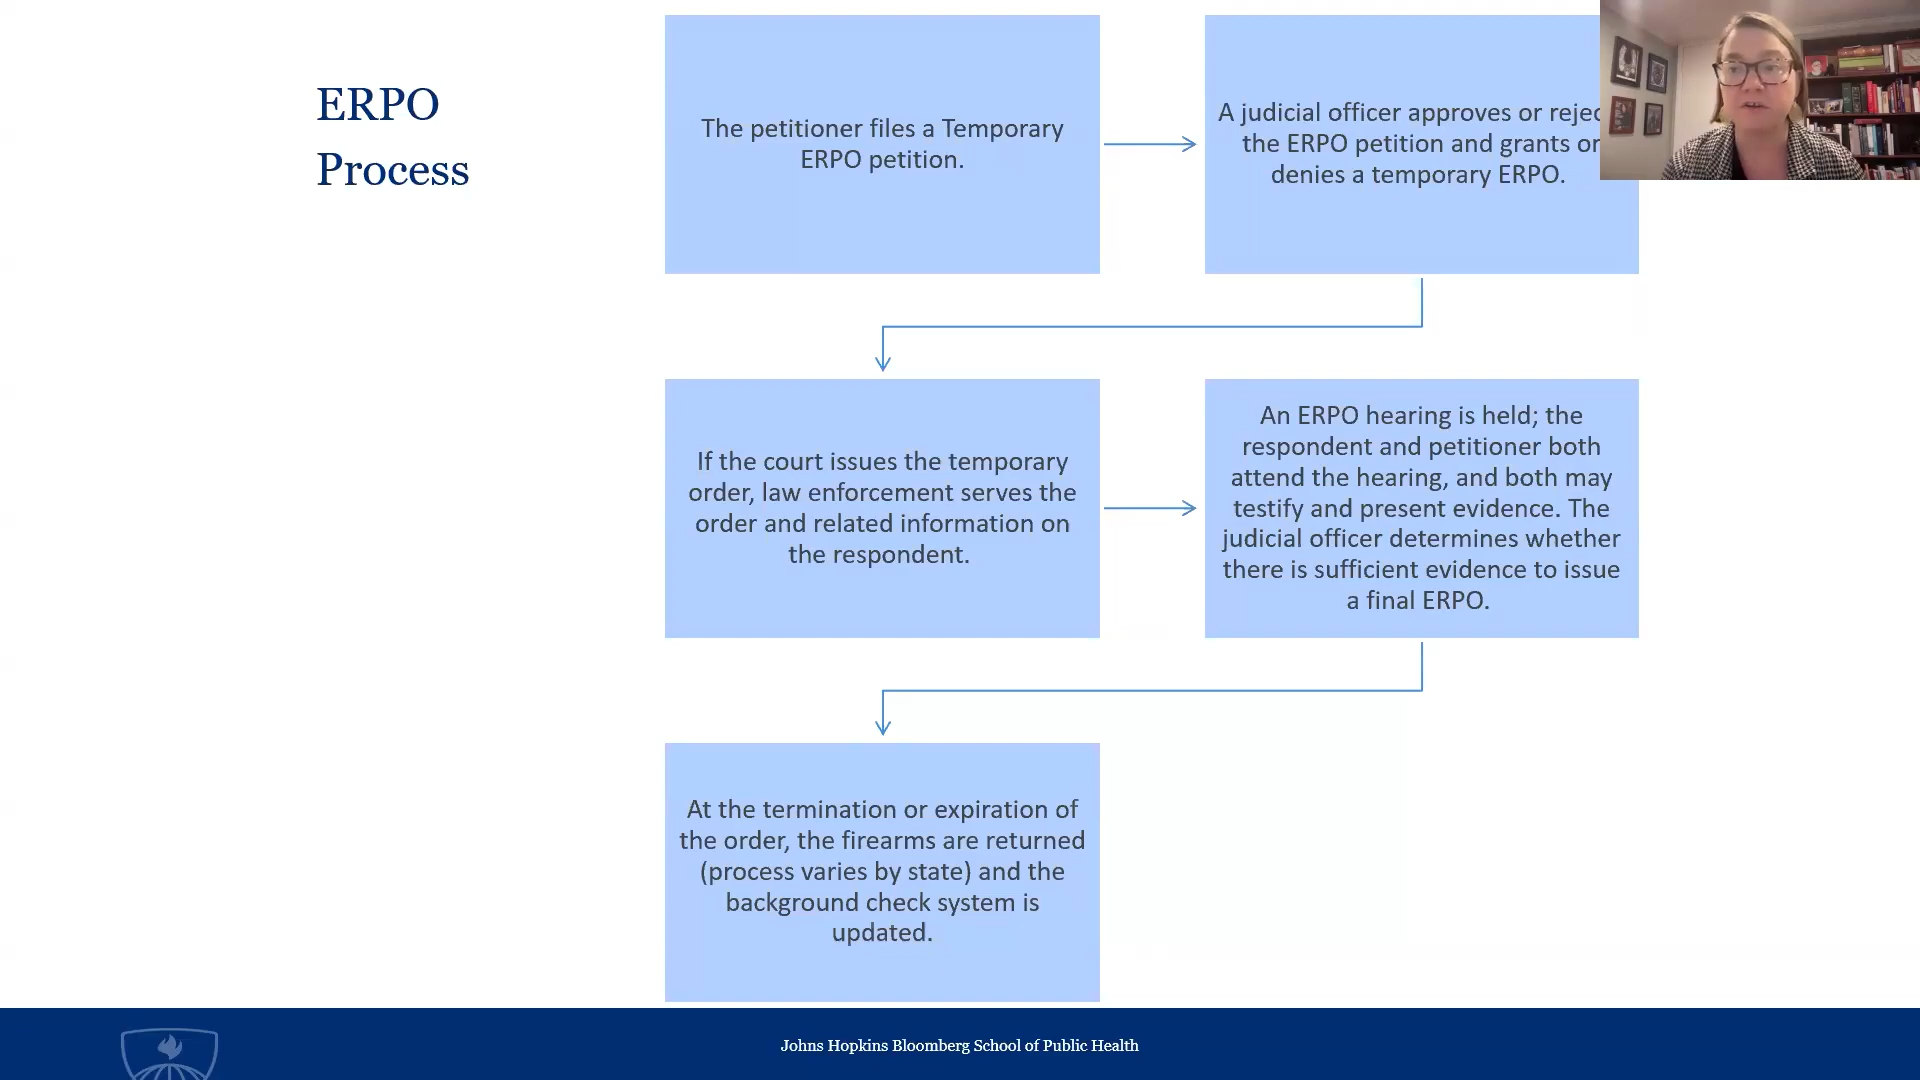 ERPO
Process
The petitioner files a Temporary
ERPO petition.
A judicial officer approves or rejec
the ERPO petition and grants or
denies a temporary ERPO.
If the court issues the temporary
order, law enforcement serves the
order and related information on
the respondent.
An ERPO hearing is held; the
respondent and petitioner both
attend the hearing, and both may
testify and present evidence. The
judicial officer determines whether
there is sufficient evidence to issue
a final ERPO.
At the termination or expiration of
the order, the firearms are returned
(process varies by state) and the
background check system is
updated.
Johns Hopkins Bloomberg School of Public Health